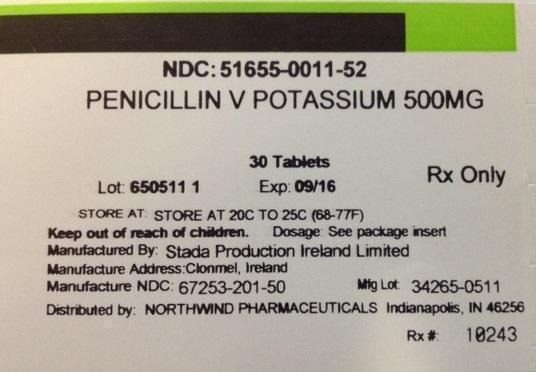 NDC: 51655-0011-52
PENICILLIN V POTASSIUM 500MG
30 Tablets
Rx Only
Lot: 650511 1 Exp: 09/16
STORE AT: STORE AT 20C TO 25C (68-77F)
Keep out of reach of children. Dosage: See package insert
Manufactured By: Stada Production Ireland Limited
Manufacture Address:Clonmel, Ireland
Manufacture NDC: 67253-201-50 Mfg Lot: 34265-0511
Distributed by: NORTHWIND PHARMACEUTICALS Indianapolis, IN 46256
Rx #: 10243